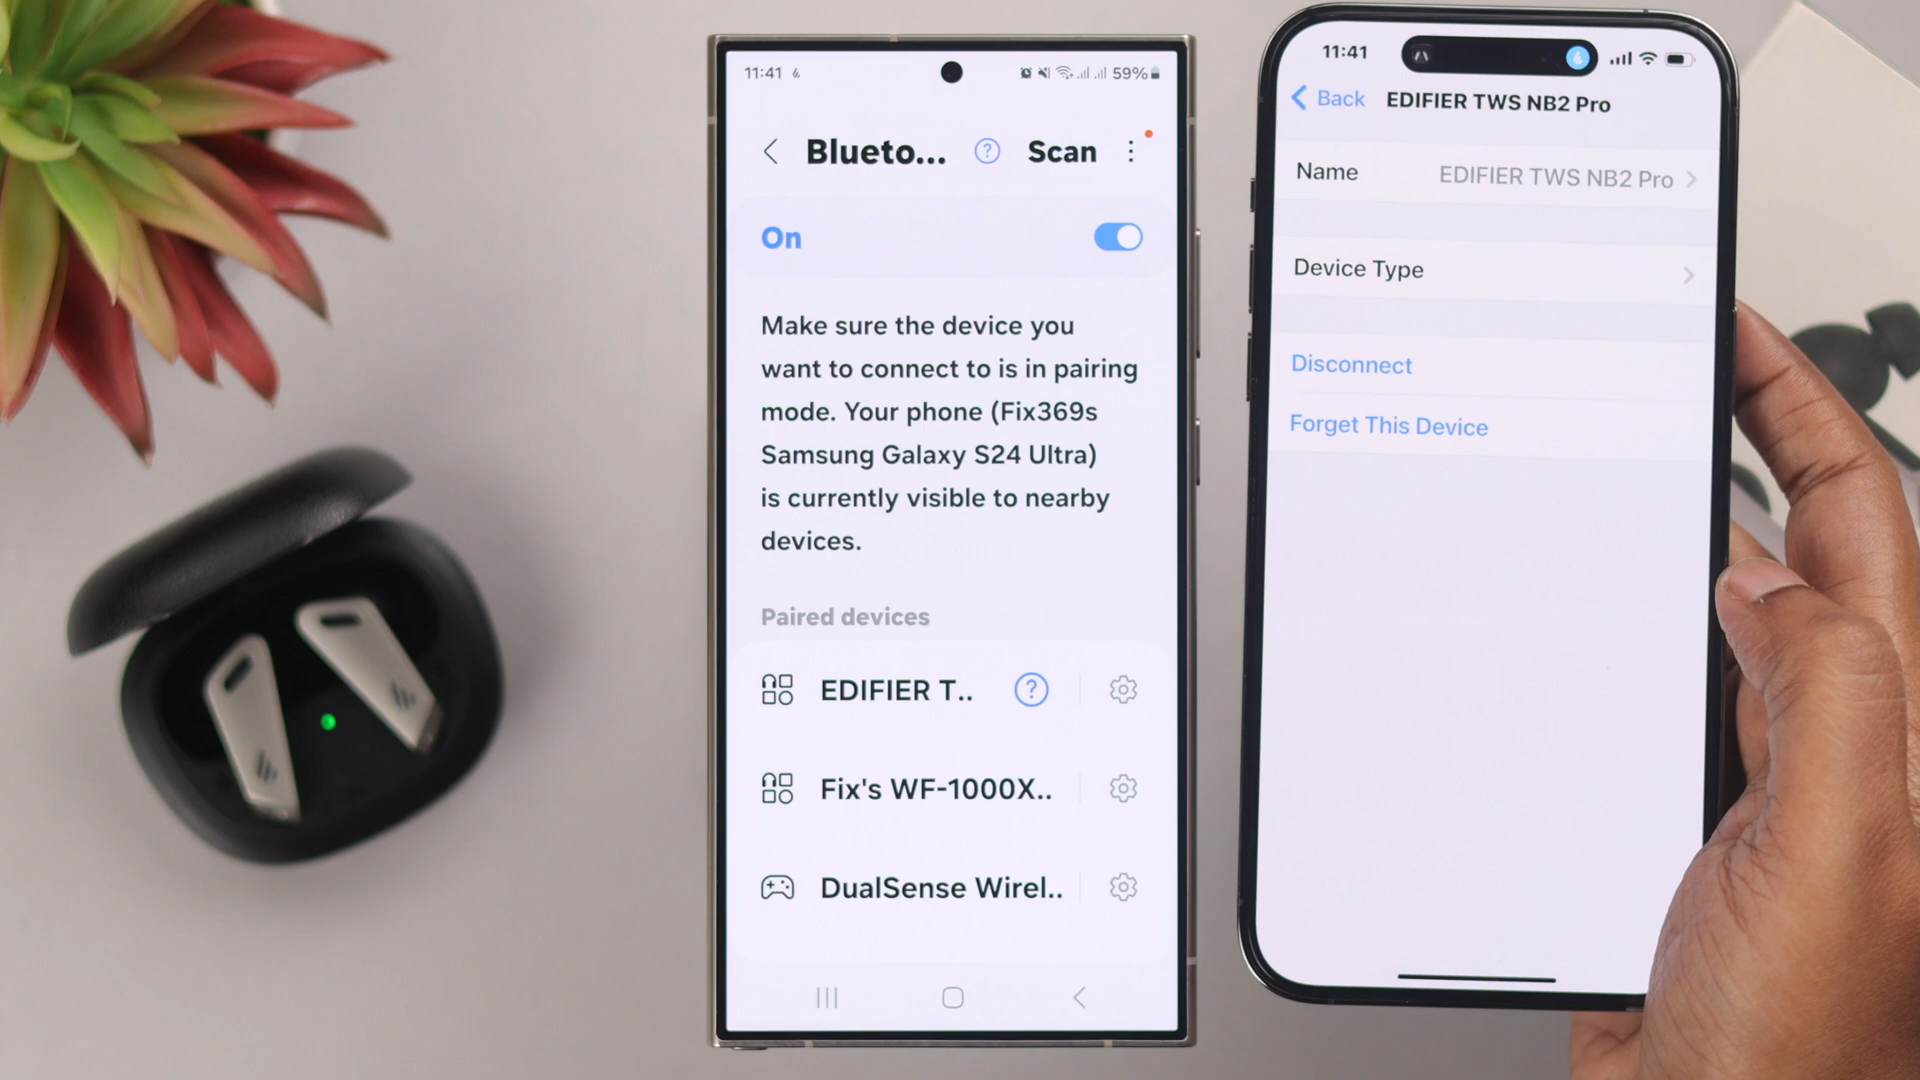 11:41
59%
Blueto...
?
Scan
On
Make sure the device you
want to connect to is in pairing
mode. Your phone (Fix369s
Samsung Galaxy S24 Ultra)
is currently visible to nearby
devices.
Paired devices
EDIFIER T..
?
Fix's WF-1000X..
DualSense Wirel..
11:41
Back
EDIFIER TWS NB2 Pro
Name
EDIFIER TWS NB2 Pro
Device Type
Disconnect
Forget This Device